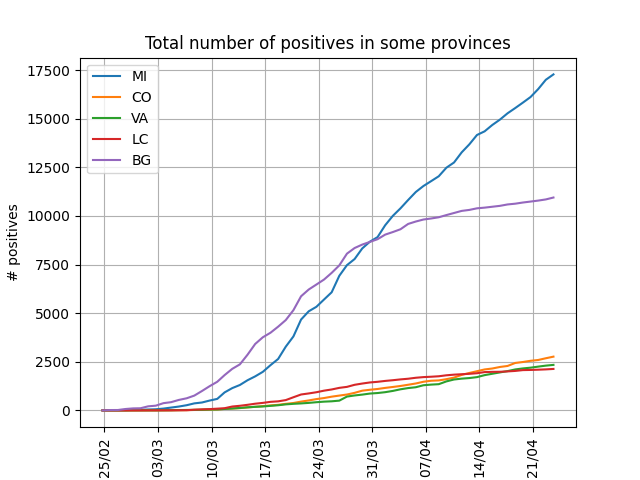 Total number of positives in some provinces
MI
CO
VA
LC
BG
# positives
17500
15000
12500
10000
7500
5000
2500
0
25/02
03/03
10/03
17/03
24/03
31/03
07/04
14/04
21/04